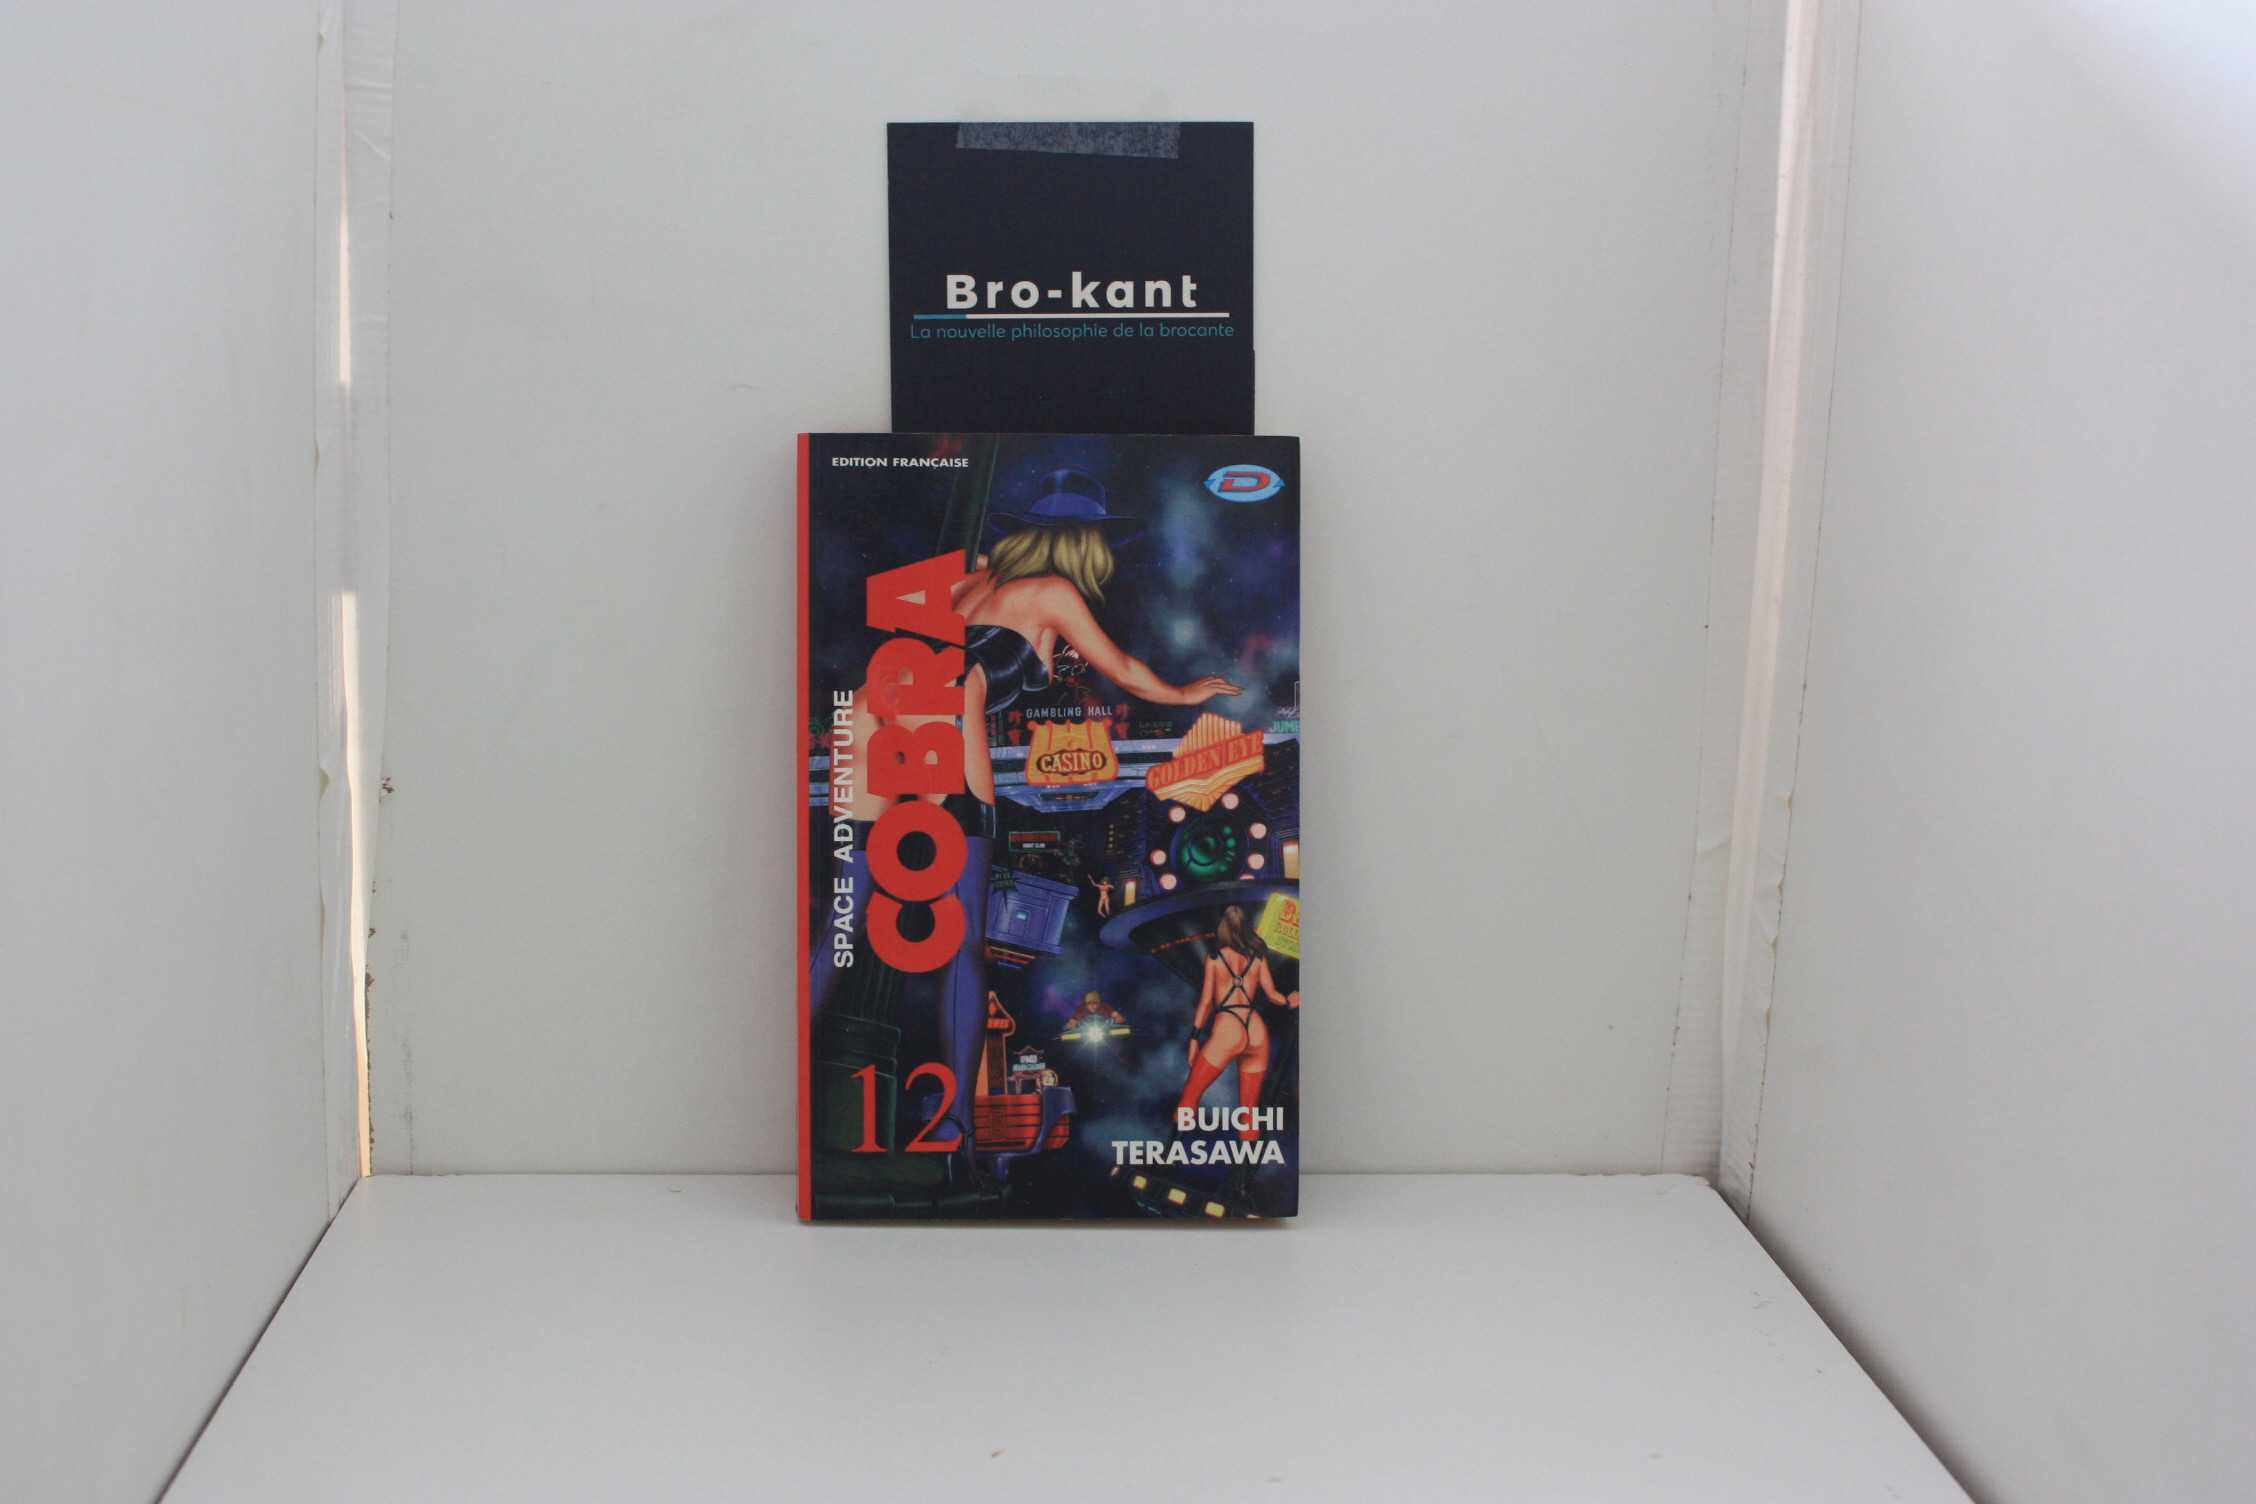 Bro-kant
La nouvelle philosophie de la brocante
EDITION FRANÇAISE
D
SPACE ADVENTURE
COBRA
GAMBLING HALL
CASINO
GOLDEN EYE
12
BUICHI
TERASAWA